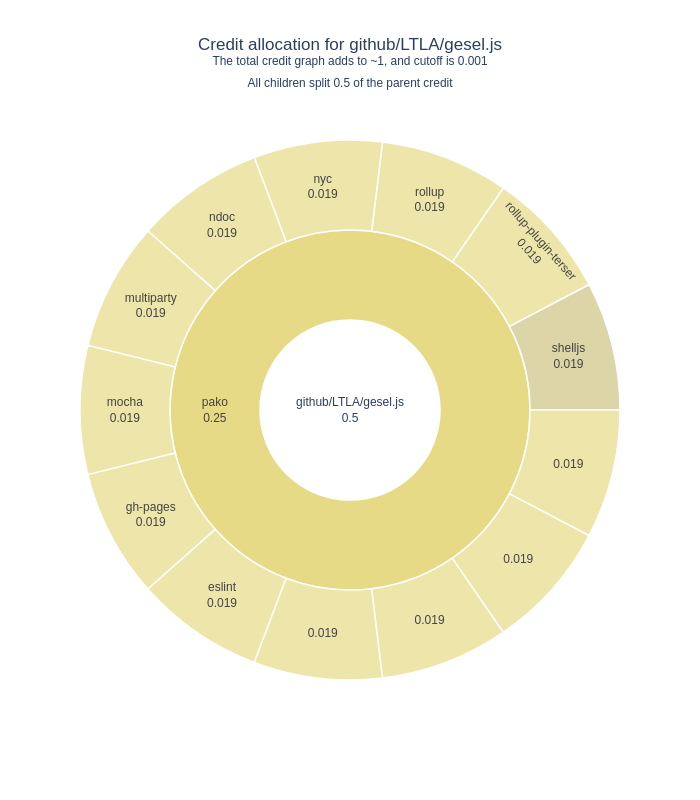 Credit allocation for github/LTLA/gesel.js
The total credit graph adds to ~1, and cutoff is 0.001
All children split 0.5 of the parent credit
nyc
0.019
rollup
0.019
rollup-plugin-terser
0.019
ndoc
0.019
multiparty
0.019
shelljs
0.019
mocha
0.019
pako
0.25
github/LTLA/gesel.js
0.5
0.019
gh-pages
0.019
0.019
eslint
0.019
0.019
0.019